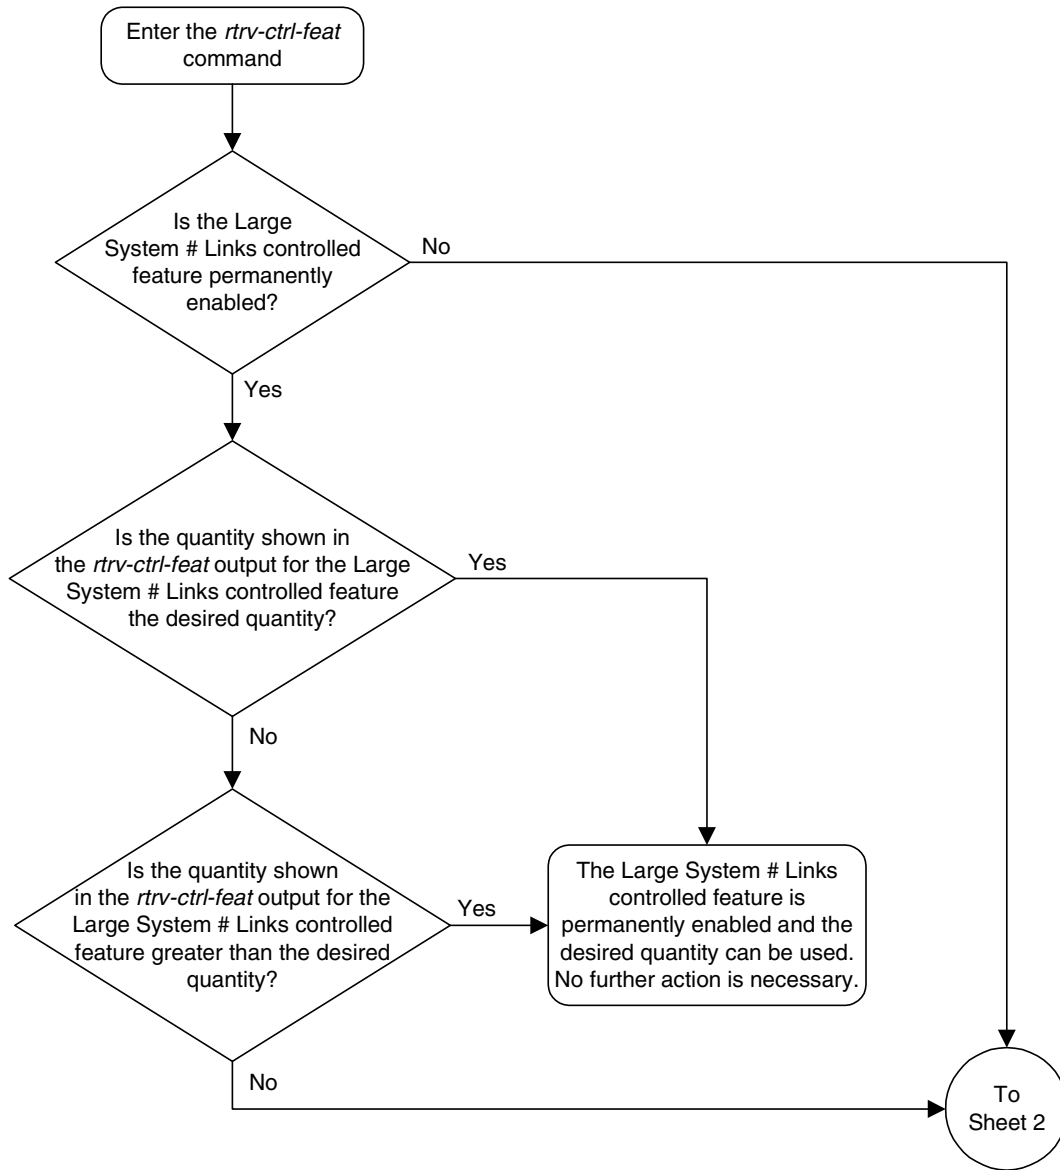 Enter the rtrv-ctrl-feat
command
Is the Large
System # Links controlled
feature permanently
enabled?
No
Yes
Is the quantity shown in
the rtrv-ctrl-feat output for the Large
System # Links controlled feature
the desired quantity?
Yes
No
Is the quantity shown
in the rtrv-ctrl-feat output for the
Large System # Links controlled
feature greater than the desired
quantity?
Yes
The Large System # Links
controlled feature is
permanently enabled and the
desired quantity can be used.
No further action is necessary.
No
To
Sheet 2